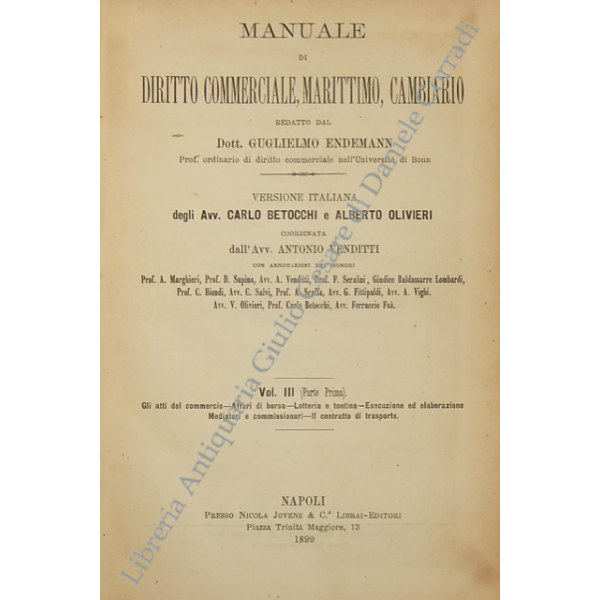 MANUALE
DI
DIRITTO COMMERCIALE, MARITTIMO, CAMBIARIO
REDATTO DAL
Dott. GUGLIELMO ENDEMANN
Prof. ordinario di diritto commerciale nell'Università di Bonn
VERSIONE ITALIANA
degli Avv. CARLO BETOCCHI e ALBERTO OLIVIERI
COORDINATA
dall'Avv. ANTONIO VENDITTI
CON ANNOTAZIONI DEI SIGNORI
Prof. A. Marghieri, Prof. D. Supino, Avv. A. Venditti, Prof. F. Serafini, Giudice Baldassarre Lombardi,
Prof. C. Biondi, Avv. C. Salvi, Prof. A. Scialla, Avv. G. Fittipaldi, Avv. A. Vighi,
Avv. V. Olivieri, Prof. Carlo Betocchi, Avv. Ferruccio Foà.
Vol. III (Parte Prima).
Gli atti del commercio—Affari di borsa—Lotteria e tontina—Esecuzione ed elaborazione
Mediatori e commissionari—Il contratto di trasporto.
NAPOLI
PRESSO NICOLA JOVENE & C.° LIBRAI-EDITORI
Piazza Trinità Maggiore, 13
1899
Libreria Antiquaria Giulio Cesare di Daniele Corradi